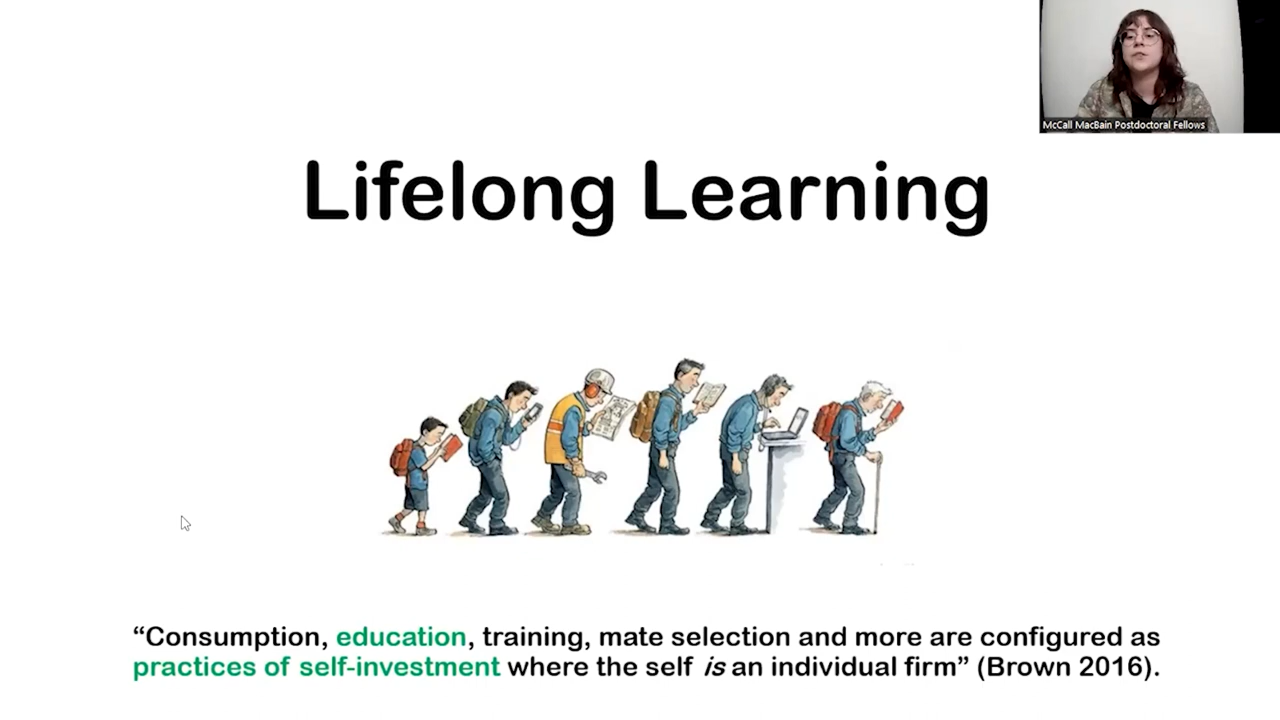 McCall MacBain Postdoctoral Fellows
Lifelong Learning
“Consumption, education, training, mate selection and more are configured as
practices of self-investment where the self is an individual firm” (Brown 2016).